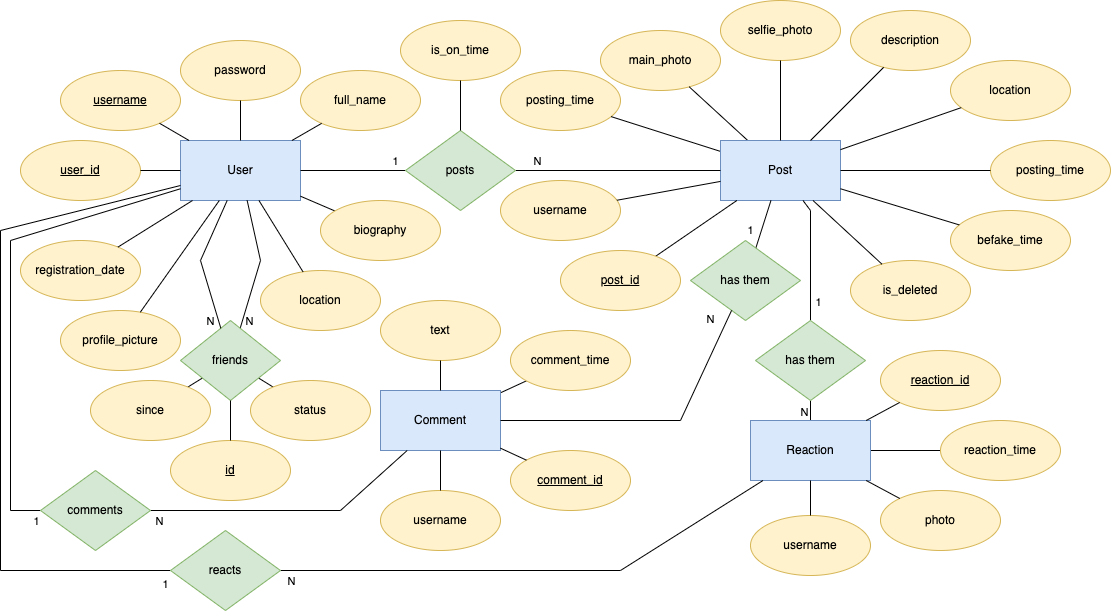 selfie_photo
is_on_time
description
main_photo
password
username
full_name
posting_time
location
user_id
User
1
posts
N
Post
posting_time
username
biography
befake_time
registration_date
location
post_id
1
has them
is_deleted
profile_picture
N
N
text
N
1
friends
comment_time
has them
since
status
reaction_id
Comment
N
id
comment_id
Reaction
reaction_time
comments
1
N
username
photo
username
reacts
1
N